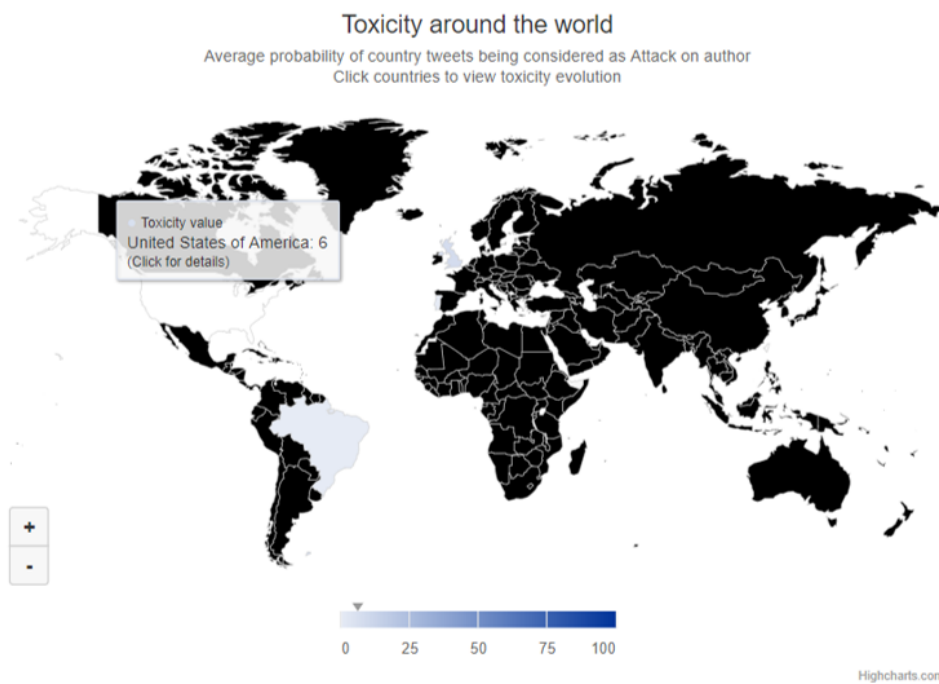 Toxicity around the world
Average probability of country tweets being considered as Attack on author
Click countries to view toxicity evolution
Toxicity value
United States of America: 6
(Click for details)
+
-
0 25 50 75 100
Highcharts.com